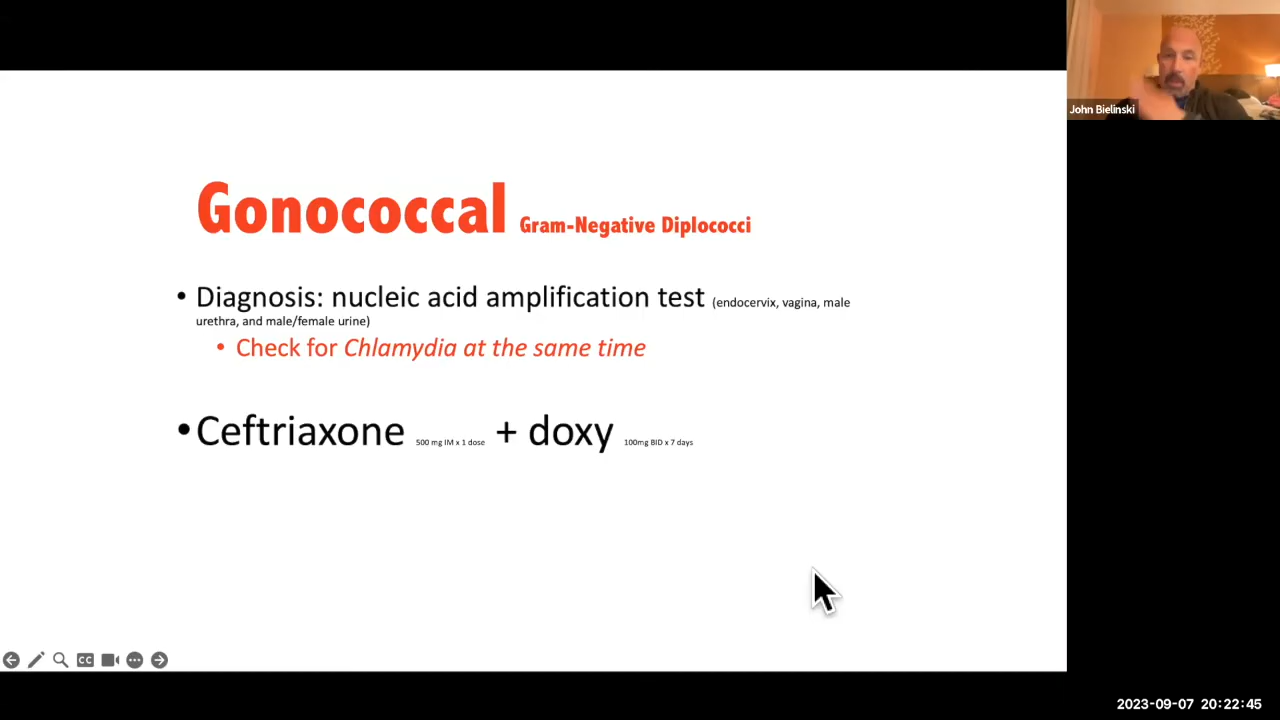 John Bielinski
Gonococcal Gram-Negative Diplococci
• Diagnosis: nucleic acid amplification test (endocervix, vagina, male
urethra, and male/female urine)
• Check for Chlamydia at the same time
• Ceftriaxone 500 mg IM x 1 dose + doxy 100mg BID x 7 days
CC
2023-09-07 20:22:45